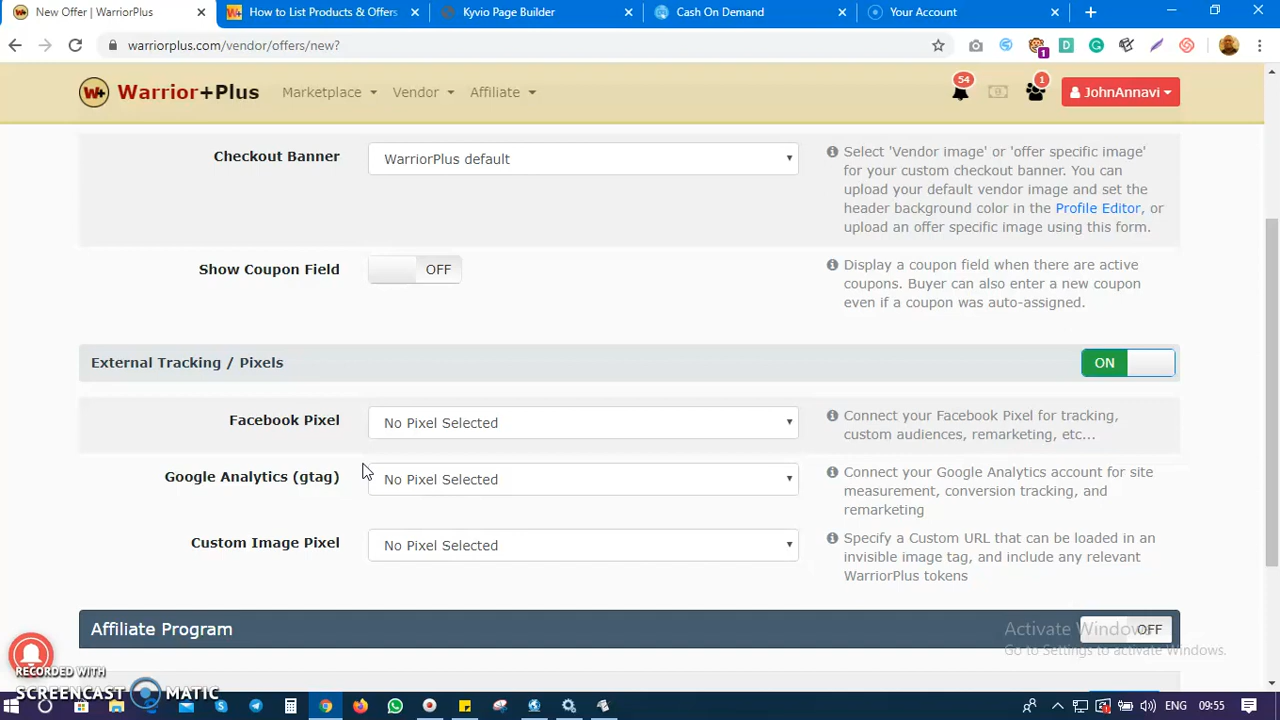 New Offer | WarriorPlus
How to List Products & Offers
Kyvio Page Builder
Cash On Demand
Your Account
warriorplus.com/vendor/offers/new?
1
W+ Warrior+Plus
Marketplace
Vendor
Affiliate
54
1
JohnAnnavi
Checkout Banner
WarriorPlus default
Select 'Vendor image' or 'offer specific image'
for your custom checkout banner. You can
upload your default vendor image and set the
header background color in the Profile Editor, or
upload an offer specific image using this form.
Show Coupon Field
OFF
Display a coupon field when there are active
coupons. Buyer can also enter a new coupon
even if a coupon was auto-assigned.
External Tracking / Pixels
ON
Facebook Pixel
No Pixel Selected
Connect your Facebook Pixel for tracking,
custom audiences, remarketing, etc...
Google Analytics (gtag)
No Pixel Selected
Connect your Google Analytics account for site
measurement, conversion tracking, and
remarketing
Custom Image Pixel
No Pixel Selected
Specify a Custom URL that can be loaded in an
invisible image tag, and include any relevant
WarriorPlus tokens
Affiliate Program
OFF
Activate Windows
Go to Settings to activate Windows.
RECORDED WITH
SCREENCAST MATIC
ENG
09:55